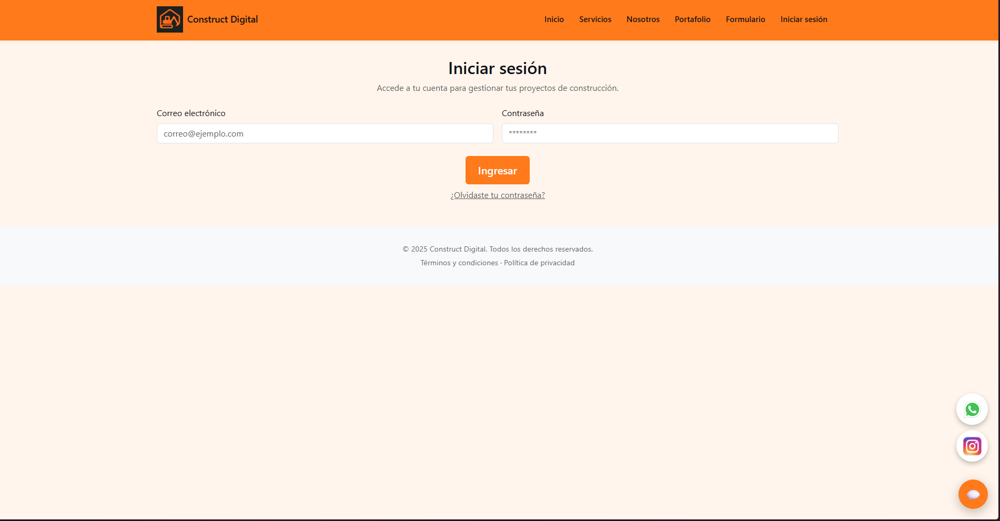 Construct Digital
Inicio Servicios Nosotros Portafolio Formulario Iniciar sesión
Iniciar sesión
Accede a tu cuenta para gestionar tus proyectos de construcción.
Correo electrónico
correo@ejemplo.com
Contraseña
********
Ingresar
¿Olvidaste tu contraseña?
© 2025 Construct Digital. Todos los derechos reservados.
Términos y condiciones · Política de privacidad